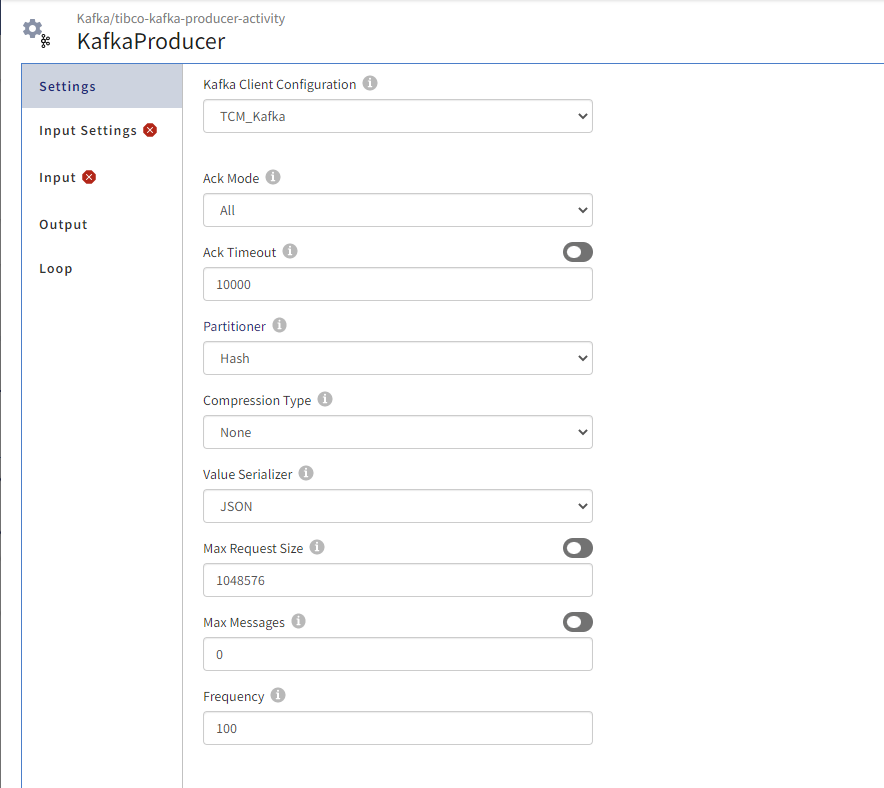 Kafka/tibco-kafka-producer-activity
KafkaProducer
Settings
Input Settings
Input
Output
Loop
Kafka Client Configuration
TCM_Kafka
Ack Mode
All
Ack Timeout
10000
Partitioner
Hash
Compression Type
None
Value Serializer
JSON
Max Request Size
1048576
Max Messages
0
Frequency
100